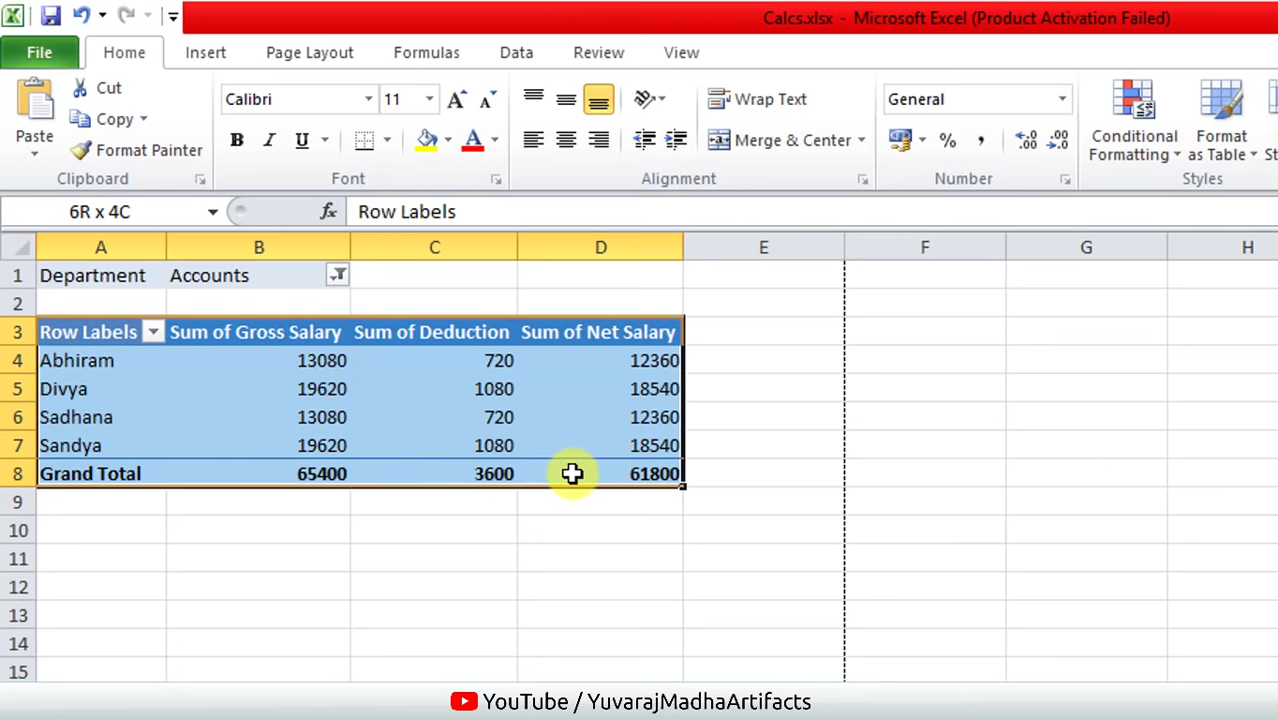 Calcs.xlsx - Microsoft Excel (Product Activation Failed)
File Home Insert Page Layout Formulas Data Review View
Paste
Cut
Copy
Format Painter
Calibri 11
B I U A
Wrap Text
Merge & Center
General
% ,
Conditional Formatting
Format as Table
Clipboard Font Alignment Number Styles
6R x 4C fx Row Labels
A B C D E F G H
1 Department Accounts
2
3 Row Labels Sum of Gross Salary Sum of Deduction Sum of Net Salary
4 Abhiram 13080 720 12360
5 Divya 19620 1080 18540
6 Sadhana 13080 720 12360
7 Sandya 19620 1080 18540
8 Grand Total 65400 3600 61800
9
10
11
12
13
14
15
YouTube / YuvarajMadhaArtifacts